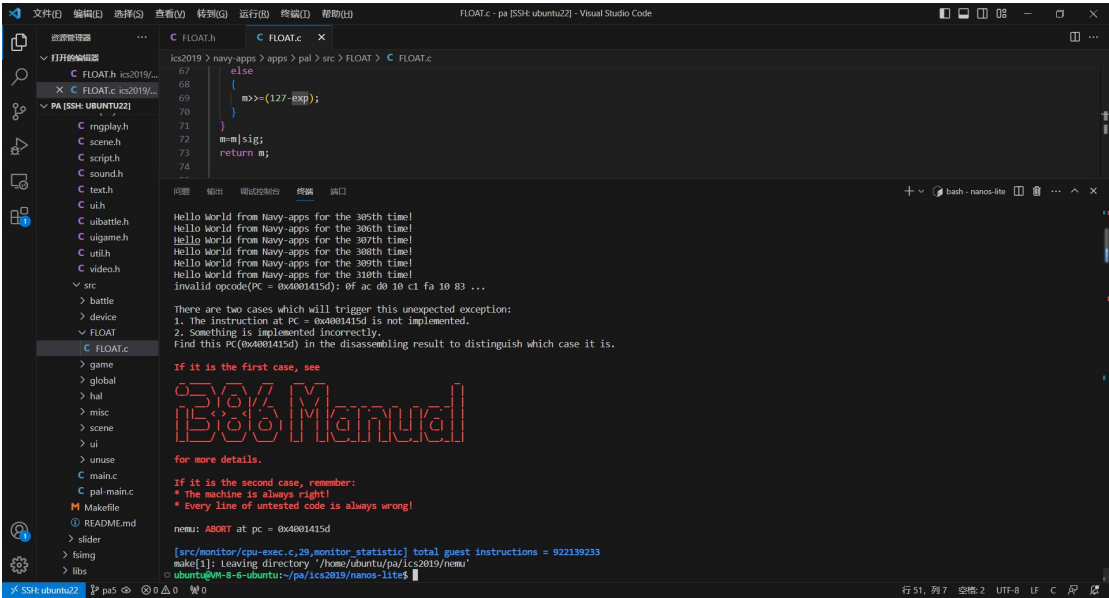 文件(F) 编辑(E) 选择(S) 查看(V) 转到(G) 运行(R) 终端(T) 帮助(H) FLOAT.c - pa [SSH: ubuntu22] - Visual Studio Code
资源管理器 ···
C FLOAT.h C FLOAT.c ×
打开的编辑器
C FLOAT.h ics2019/...
× C FLOAT.c ics2019/...
PA [SSH: UBUNTU22]
C rngplay.h
C scene.h
C script.h
C sound.h
C text.h
C ui.h
C uibattle.h
C uigame.h
C util.h
C video.h
src
> battle
> device
FLOAT
C FLOAT.c
> game
> global
> hal
> misc
> scene
> ui
> unuse
C main.c
C pal-main.c
M Makefile
README.md
> slider
> fsimg
> libs
1
1
ics2019 > navy-apps > apps > pal > src > FLOAT > C FLOAT.c
67 else
68 {
69 m>>=(127-exp);
70 }
71 }
72 m=m|sig;
73 return m;
74
问题 输出 调试控制台 终端 端口
bash - nanos-lite
Hello World from Navy-apps for the 305th time!
Hello World from Navy-apps for the 306th time!
Hello World from Navy-apps for the 307th time!
Hello World from Navy-apps for the 308th time!
Hello World from Navy-apps for the 309th time!
Hello World from Navy-apps for the 310th time!
invalid opcode(PC = 0x4001415d): 0f ac d0 10 c1 fa 10 83 ...
There are two cases which will trigger this unexpected exception:
1. The instruction at PC = 0x4001415d is not implemented.
2. Something is implemented incorrectly.
Find this PC(0x4001415d) in the disassembling result to distinguish which case it is.
If it is the first case, see
i386 Manual
for more details.
If it is the second case, remember:
* The machine is always right!
* Every line of untested code is always wrong!
nemu: ABORT at pc = 0x4001415d
[src/monitor/cpu-exec.c,29,monitor_statistic] total guest instructions = 922139233
make[1]: Leaving directory '/home/ubuntu/pa/ics2019/nemu'
ubuntu@VM-8-6-ubuntu:~/pa/ics2019/nanos-lite$
SSH: ubuntu22 pa5 0 0 0 行 51, 列 7 空格: 2 UTF-8 LF C